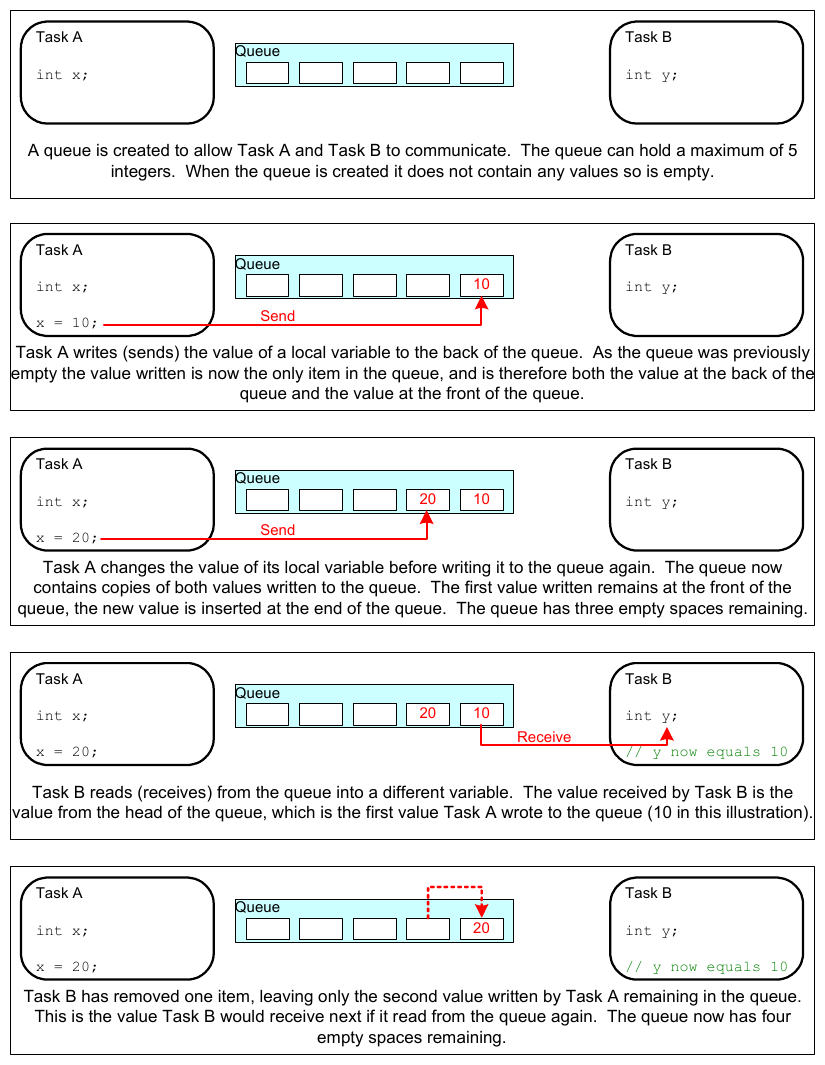 Task A
Queue
Task B
int x;
int y;
A queue is created to allow Task A and Task B to communicate.  The queue can hold a maximum of 5
integers.  When the queue is created it does not contain any values so is empty.
Task A
Queue
Task B
int x;
10
int y;
x = 10;
Send
Task A writes (sends) the value of a local variable to the back of the queue.  As the queue was previously
empty the value written is now the only item in the queue, and is therefore both the value at the back of the
queue and the value at the front of the queue.
Task A
Queue
Task B
int x;
20 10
int y;
x = 20;
Send
Task A changes the value of its local variable before writing it to the queue again.  The queue now
contains copies of both values written to the queue.  The first value written remains at the front of the
queue, the new value is inserted at the end of the queue.  The queue has three empty spaces remaining.
Task A
Queue
Task B
int x;
20 10
int y;
x = 20;
Receive
// y now equals 10
Task B reads (receives) from the queue into a different variable.  The value received by Task B is the
value from the head of the queue, which is the first value Task A wrote to the queue (10 in this illustration).
Task A
Queue
Task B
int x;
20
int y;
x = 20;
// y now equals 10
Task B has removed one item, leaving only the second value written by Task A remaining in the queue.
This is the value Task B would receive next if it read from the queue again.  The queue now has four
empty spaces remaining.